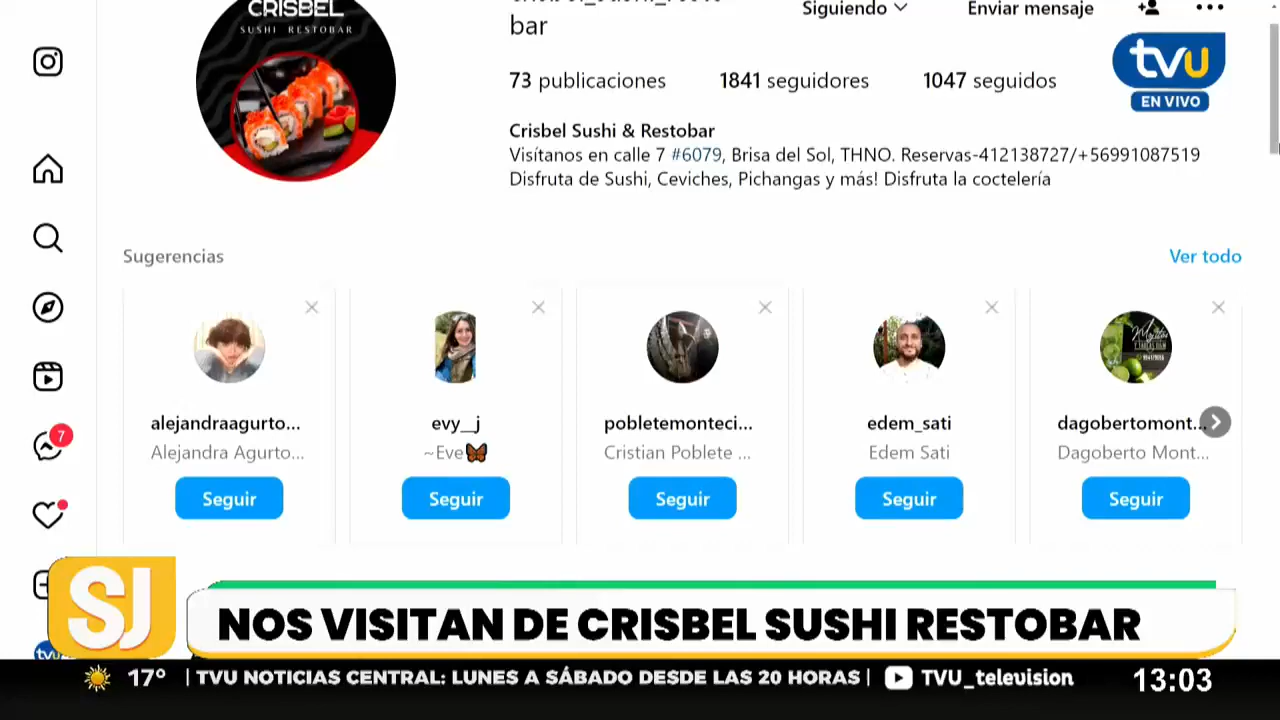 CRISBEL
SUSHI RESTOBAR
bar
Siguiendo
Enviar mensaje
tvu
EN VIVO
73 publicaciones
1841 seguidores
1047 seguidos
Crisbel Sushi & Restobar
Visítanos en calle 7 #6079, Brisa del Sol, THNO. Reservas-412138727/+56991087519
Disfruta de Sushi, Ceviches, Pichangas y más! Disfruta la coctelería
Sugerencias
Ver todo
alejandraagurto...
Alejandra Agurto...
Seguir
evy__j
~Eve🦋
Seguir
pobletemonteci...
Cristian Poblete ...
Seguir
edem_sati
Edem Sati
Seguir
dagobertomont...
Dagoberto Mont...
Seguir
7
SJ
NOS VISITAN DE CRISBEL SUSHI RESTOBAR
17° | TVU NOTICIAS CENTRAL: LUNES A SÁBADO DESDE LAS 20 HORAS | TVU_television
13:03